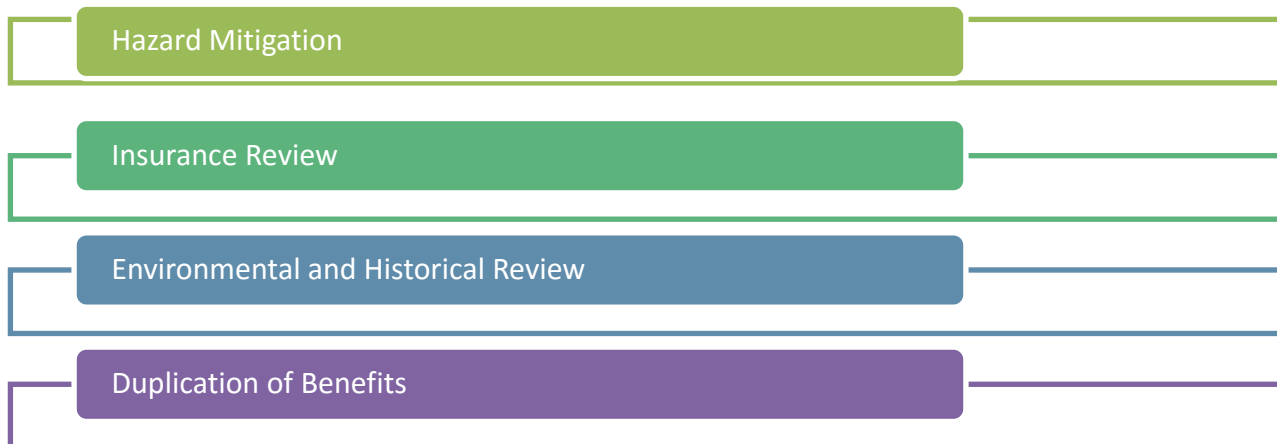 Hazard Mitigation
Insurance Review
Environmental and Historical Review
Duplication of Benefits